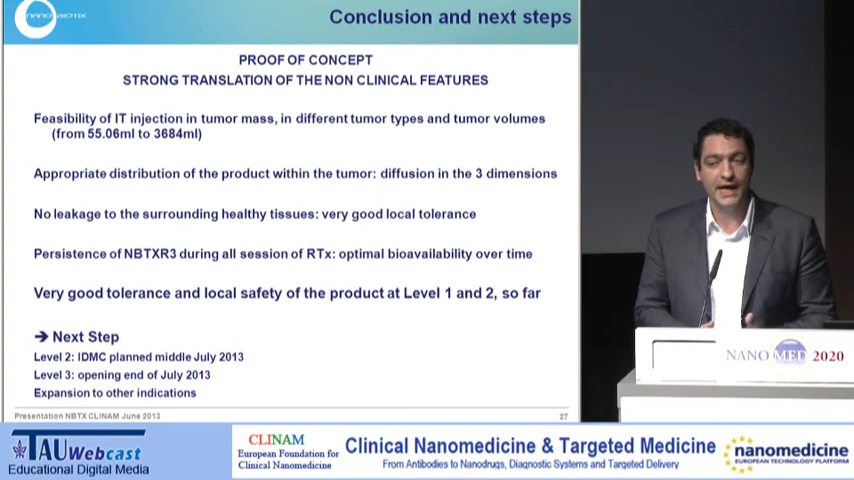 nanobiotix
Conclusion and next steps
PROOF OF CONCEPT
STRONG TRANSLATION OF THE NON CLINICAL FEATURES
Feasibility of IT injection in tumor mass, in different tumor types and tumor volumes
(from 55.06ml to 3684ml)
Appropriate distribution of the product within the tumor: diffusion in the 3 dimensions
No leakage to the surrounding healthy tissues: very good local tolerance
Persistence of NBTXR3 during all session of RTx: optimal bioavailability over time
Very good tolerance and local safety of the product at Level 1 and 2, so far
➔ Next Step
Level 2: IDMC planned middle July 2013
Level 3: opening end of July 2013
Expansion to other indications
Presentation NBTX CLINAM June 2013
27
NANO MED 2020
TAU Webcast
Educational Digital Media
CLINAM
European Foundation for
Clinical Nanomedicine
Clinical Nanomedicine & Targeted Medicine
From Antibodies to Nanodrugs, Diagnostic Systems and Targeted Delivery
nanomedicine
EUROPEAN TECHNOLOGY PLATFORM